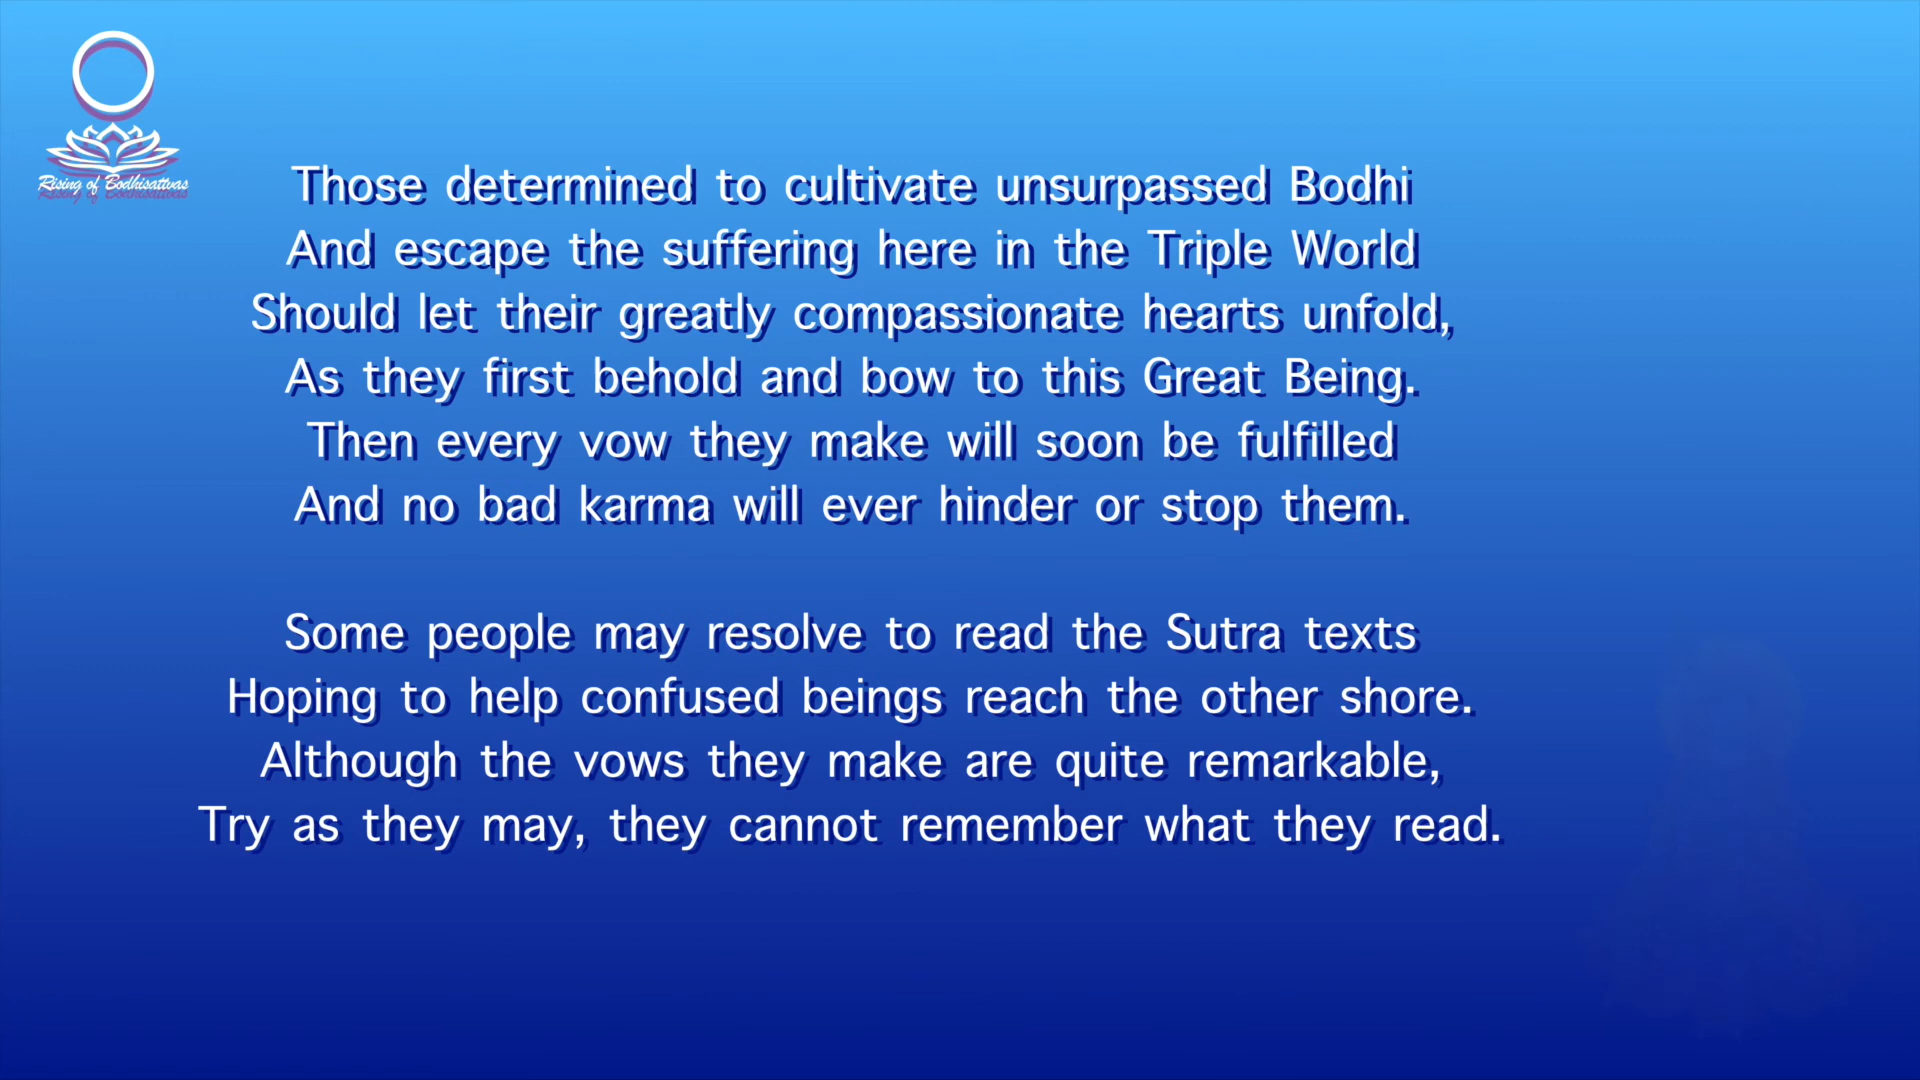 Rising of Bodhisattvas
Those determined to cultivate unsurpassed Bodhi
And escape the suffering here in the Triple World
Should let their greatly compassionate hearts unfold,
As they first behold and bow to this Great Being.
Then every vow they make will soon be fulfilled
And no bad karma will ever hinder or stop them.
Some people may resolve to read the Sutra texts
Hoping to help confused beings reach the other shore.
Although the vows they make are quite remarkable,
Try as they may, they cannot remember what they read.